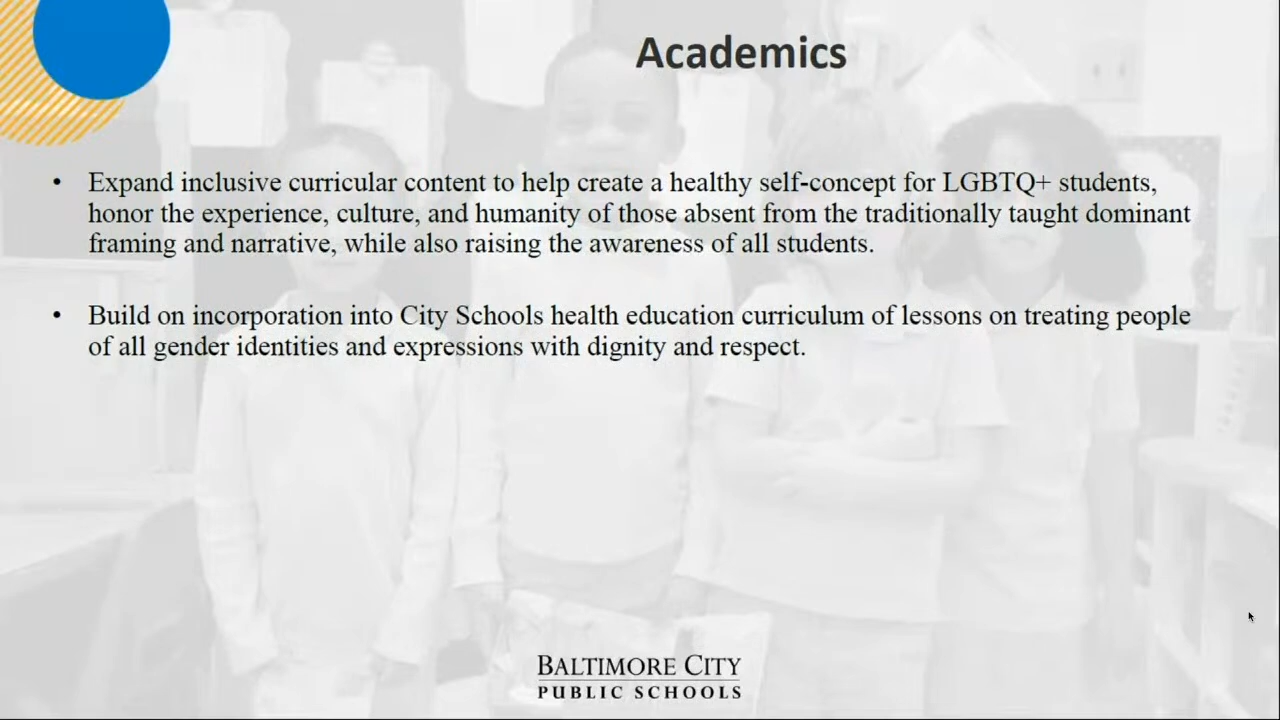 Academics
• Expand inclusive curricular content to help create a healthy self-concept for LGBTQ+ students,
honor the experience, culture, and humanity of those absent from the traditionally taught dominant
framing and narrative, while also raising the awareness of all students.
• Build on incorporation into City Schools health education curriculum of lessons on treating people
of all gender identities and expressions with dignity and respect.
BALTIMORE CITY
PUBLIC SCHOOLS